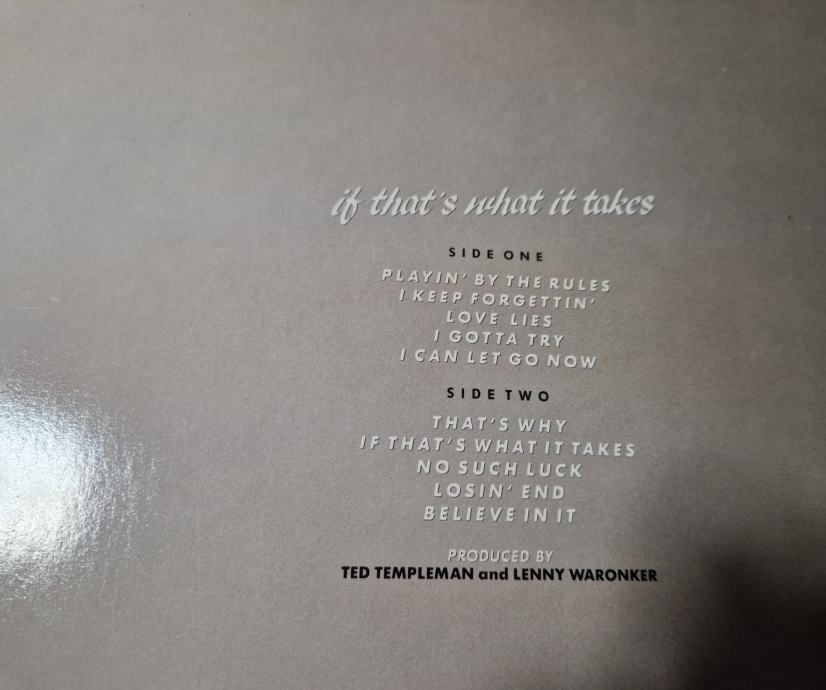 if that's what it takes
SIDE ONE
PLAYIN' BY THE RULES
I KEEP FORGETTIN'
LOVE LIES
I GOTTA TRY
I CAN LET GO NOW
SIDE TWO
THAT'S WHY
IF THAT'S WHAT IT TAKES
NO SUCH LUCK
LOSIN' END
BELIEVE IN IT
PRODUCED BY
TED TEMPLEMAN and LENNY WARONKER